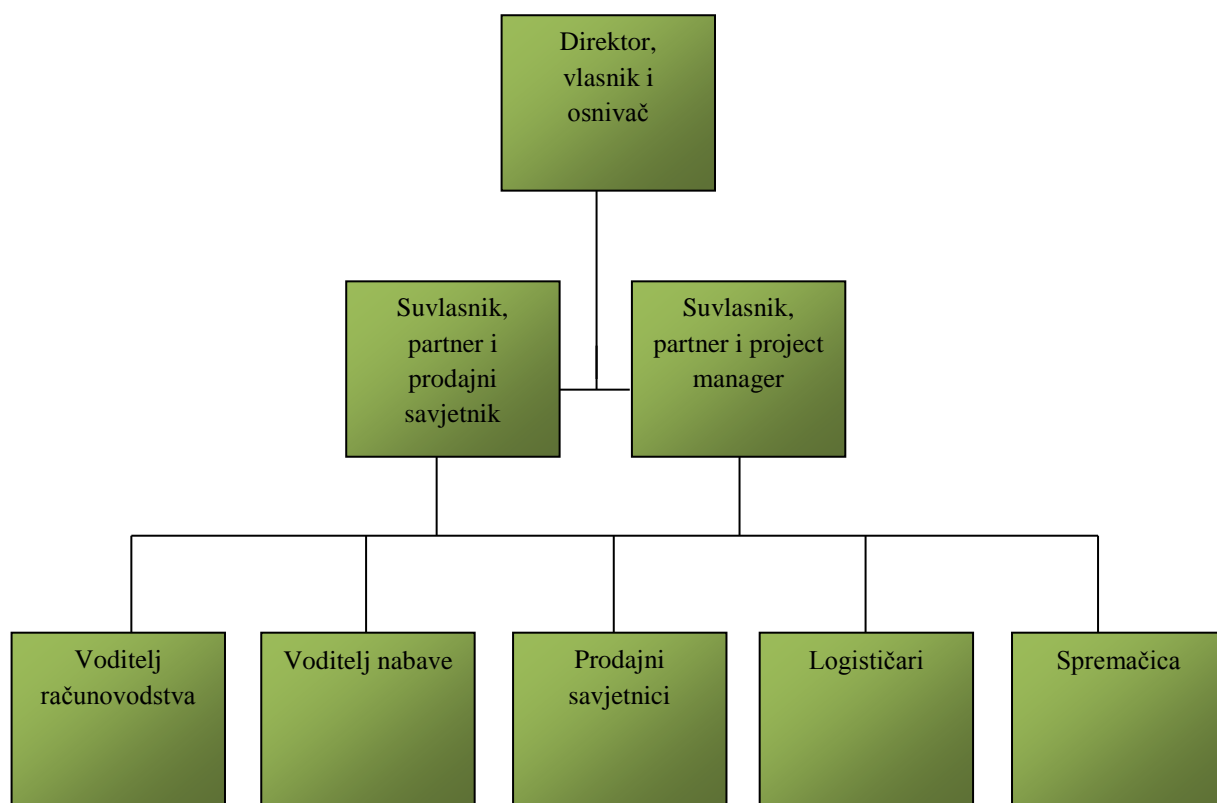 Direktor,
vlasnik i
osnivač
Suvlasnik,
partner i
prodajni
savjetnik
Suvlasnik,
partner i project
manager
Voditelj
računovodstva
Voditelj nabave
Prodajni
savjetnici
Logističari
Spremačica